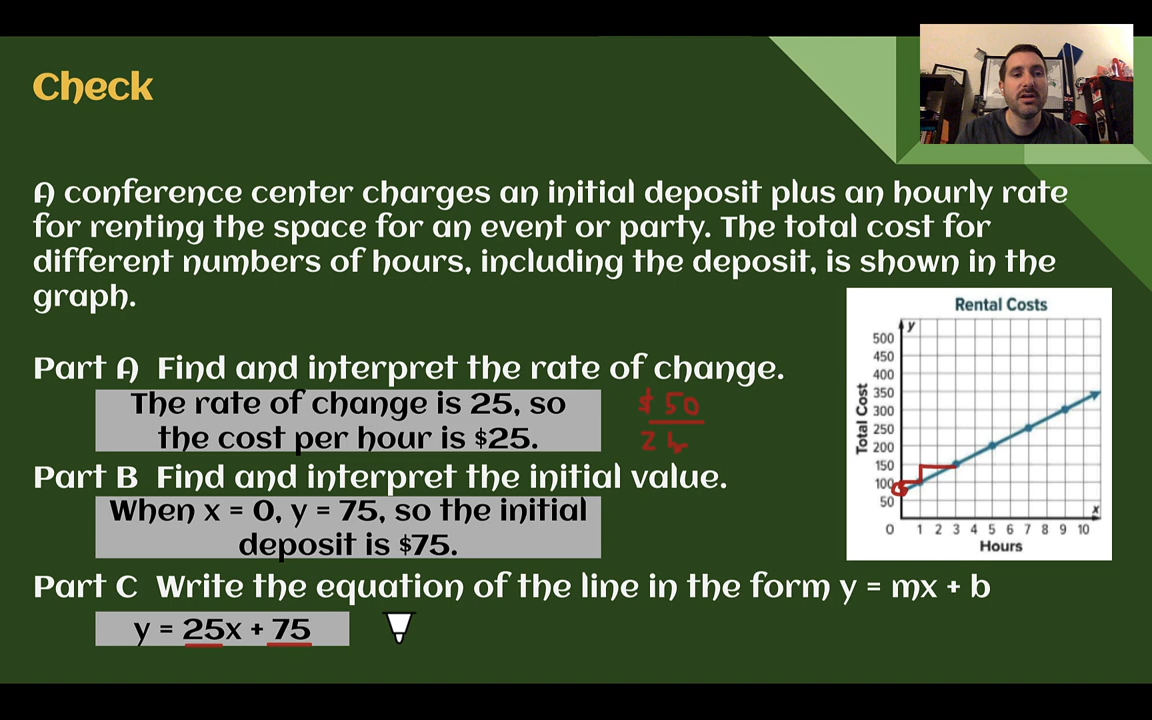 Check
A conference center charges an initial deposit plus an hourly rate
for renting the space for an event or party. The total cost for
different numbers of hours, including the deposit, is shown in the
graph.
Part A  Find and interpret the rate of change.
The rate of change is 25, so
the cost per hour is $25.
$50
2 h
Part B  Find and interpret the initial value.
When x = 0, y = 75, so the initial
deposit is $75.
Part C  Write the equation of the line in the form y = mx + b
y = 25x + 75
Rental Costs
y
500
450
400
350
300
250
200
150
100
50
Total Cost
x
0 1 2 3 4 5 6 7 8 9 10
Hours